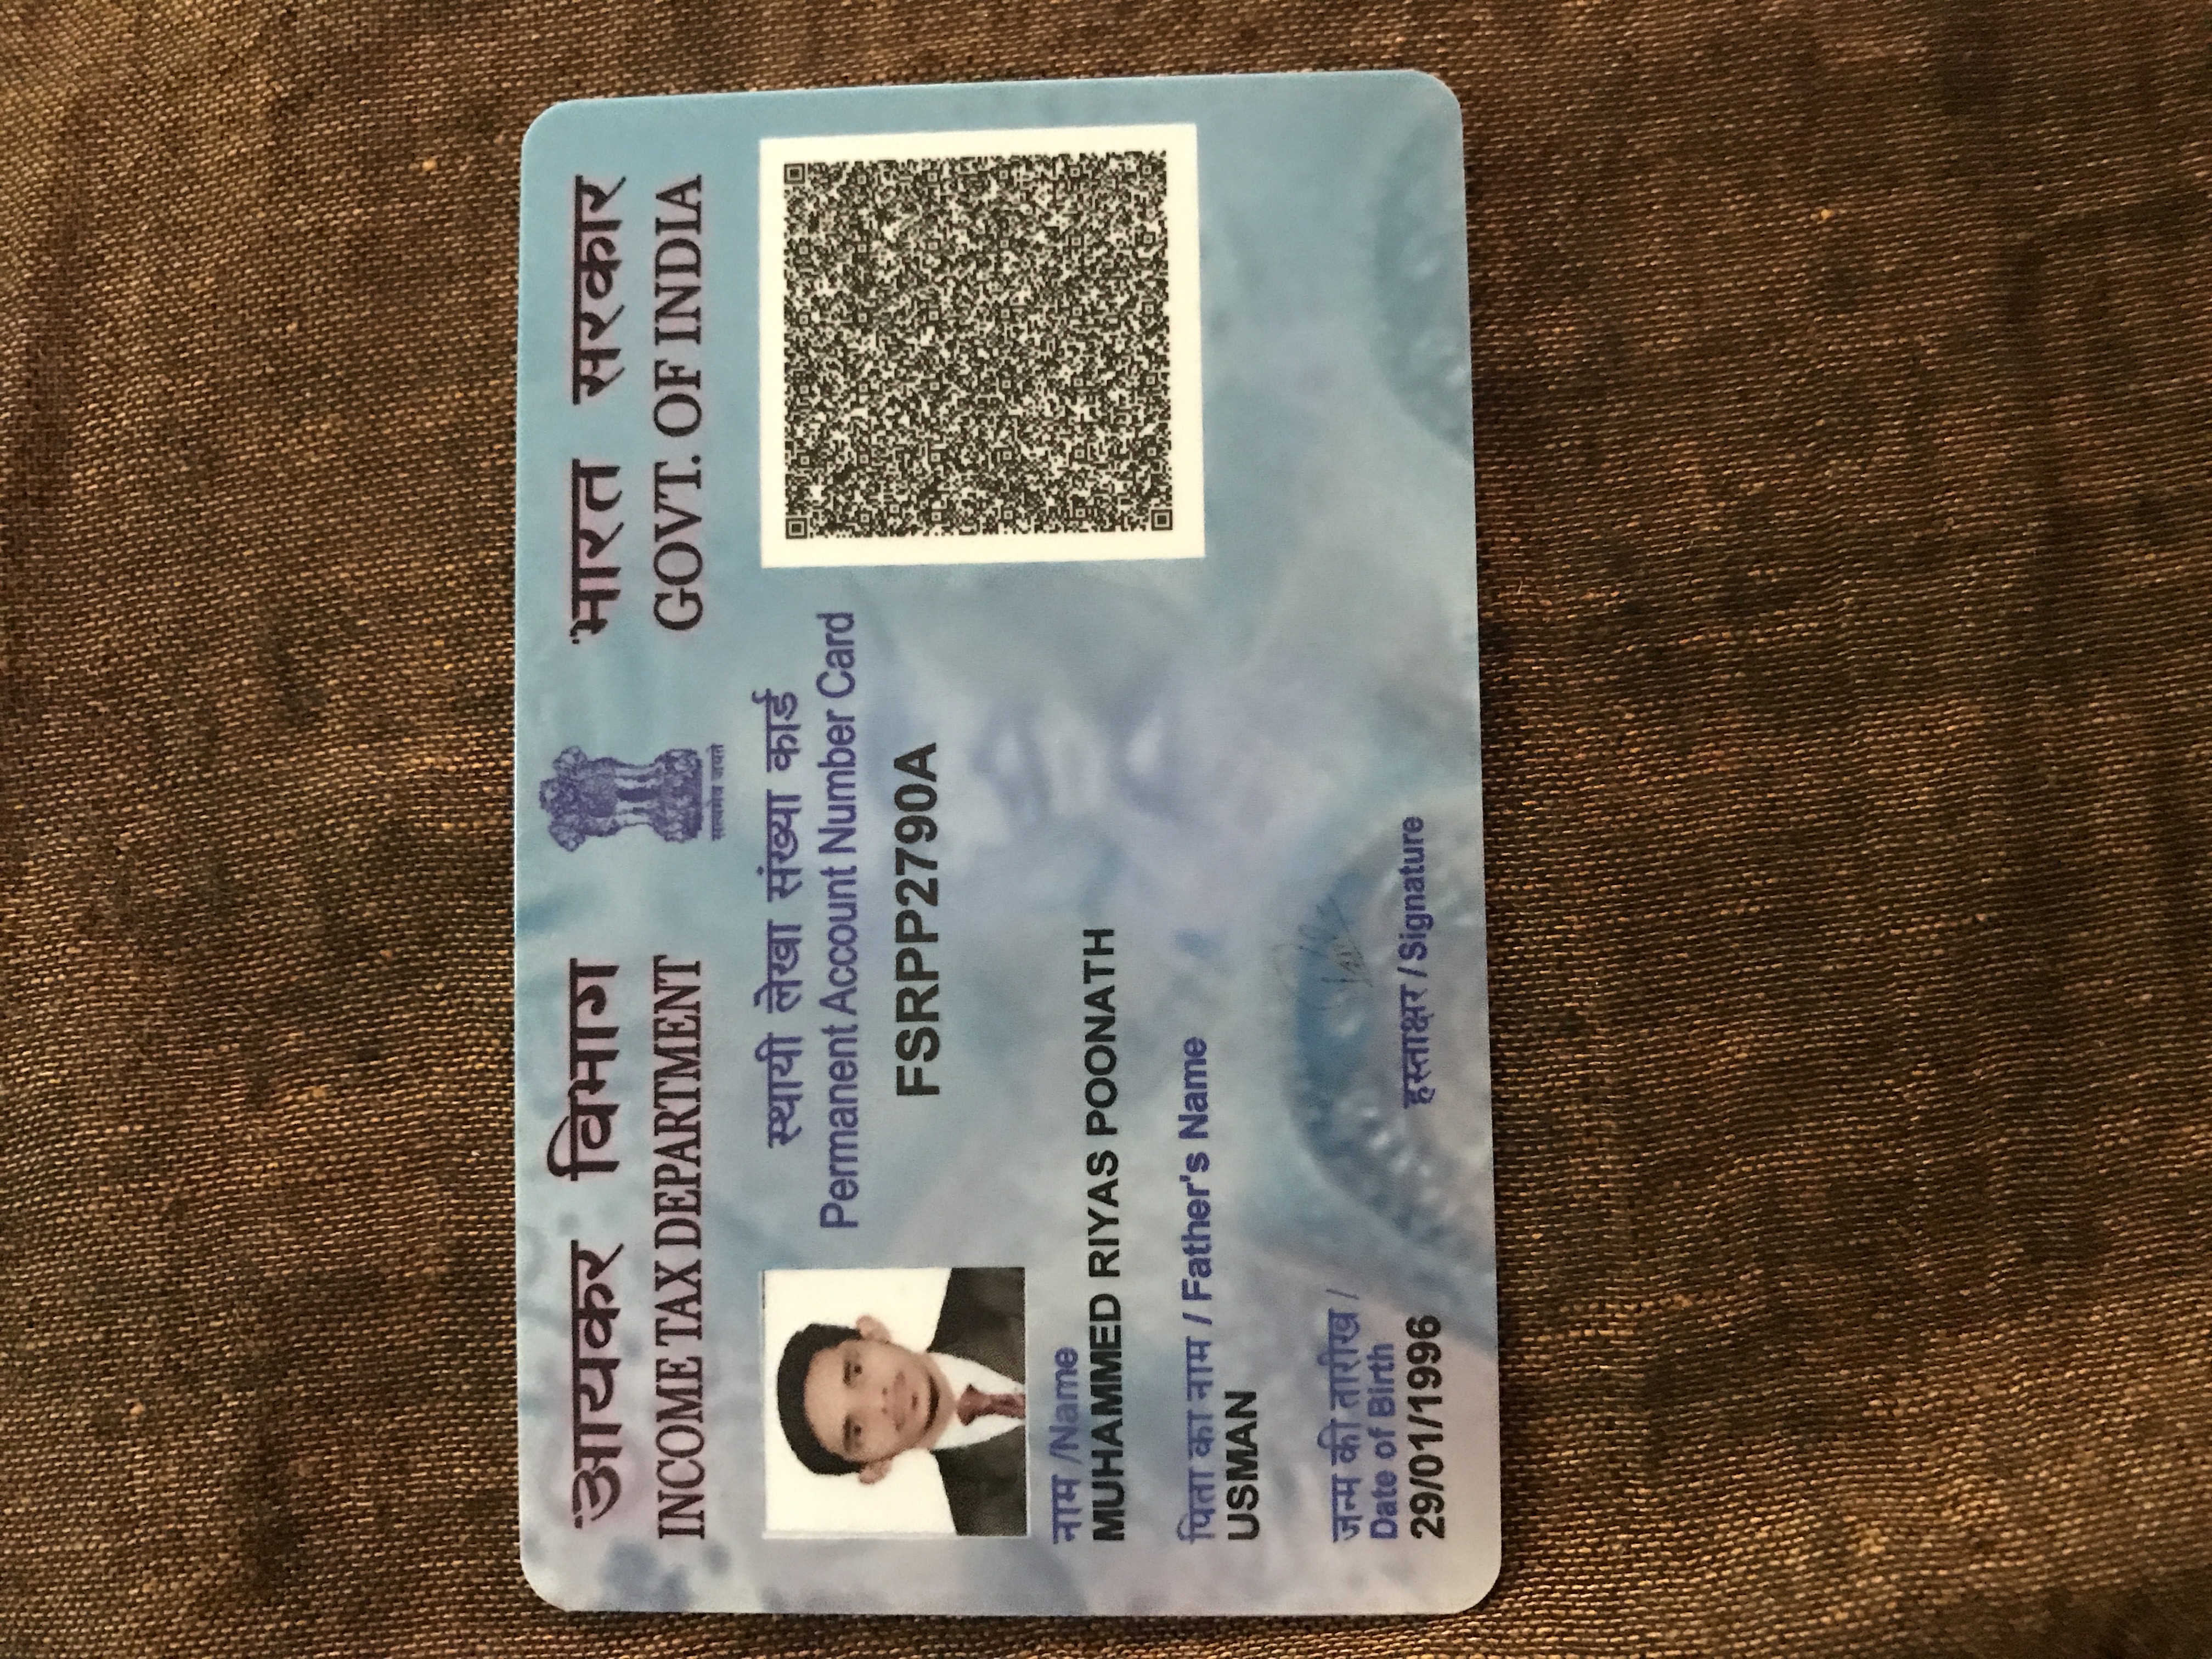 आयकर विभाग
INCOME TAX DEPARTMENT
सत्यमेव जयते
भारत सरकार
GOVT. OF INDIA
स्थायी लेखा संख्या कार्ड
Permanent Account Number Card
FSRPP2790A
नाम /Name
MUHAMMED RIYAS POONATH
पिता का नाम / Father's Name
USMAN
जन्म की तारीख /
Date of Birth
29/01/1996
हस्ताक्षर / Signature